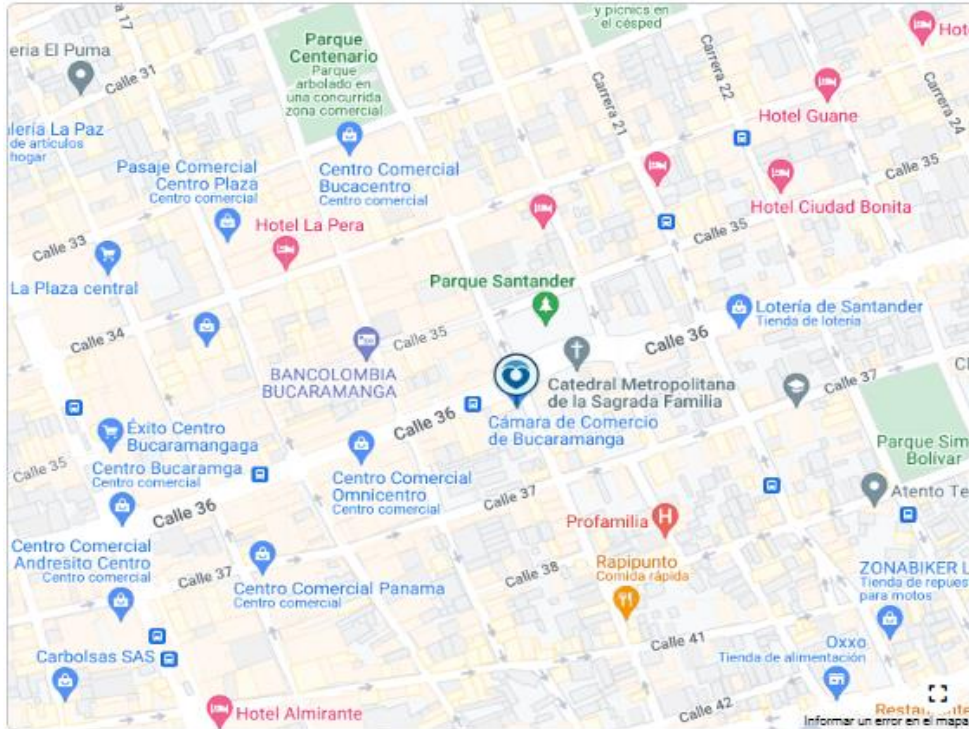 a 17
eria El Puma
Calle 31
Parque
Centenario
Parque
arbolado en
una concurrida
zona comercial
y picnics en
el césped
Carrera 21
Carrera 22
Hote
Hotel Guane
Carrera 24
lería La Paz
de artículos
hogar
Pasaje Comercial
Centro Plaza
Centro comercial
Centro Comercial
Bucacentro
Centro comercial
Calle 35
Hotel Ciudad Bonita
Calle 33
Hotel La Pera
Calle 35
La Plaza central
Parque Santander
Lotería de Santander
Tienda de lotería
Calle 34
Calle 35
Calle 36
BANCOLOMBIA
BUCARAMANGA
Catedral Metropolitana
de la Sagrada Familia
Calle 37
Calle 36
Cámara de Comercio
de Bucaramanga
Éxito Centro
Bucaramangaga
Calle 35
Centro Bucaramga
Centro comercial
Centro Comercial
Omnicentro
Centro comercial
Parque Sim
Bolívar
Calle 37
Atento Te
Calle 36
Profamilia
H
Centro Comercial
Andresito Centro
Centro comercial
Calle 37
Centro Comercial Panama
Centro comercial
Calle 38
Rapipunto
Comida rápida
ZONABIKER L
Tienda de repues
para motos
Calle 41
Oxxo
Tienda de alimentación
Carbolsas SAS
Hotel Almirante
Calle 42
Restaurante
Informar un error en el mapa